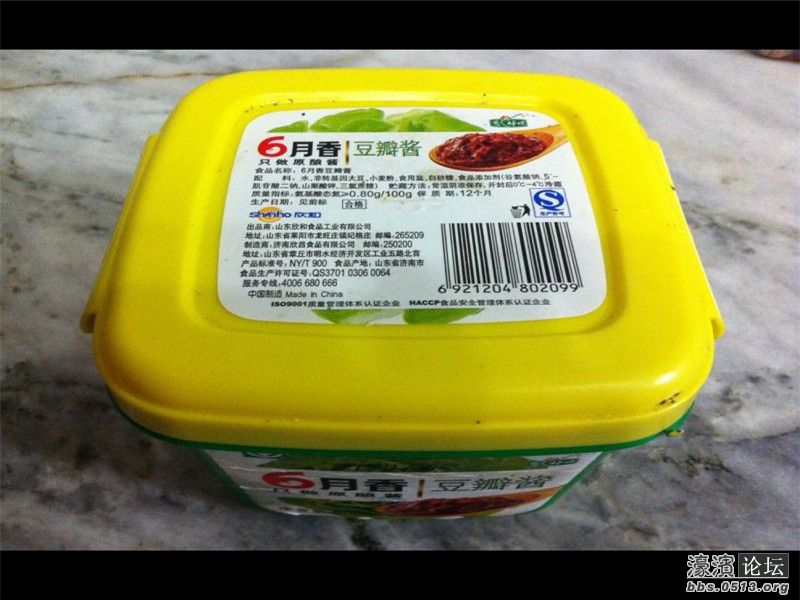 6月香 豆瓣酱
只做原酿酱
食品名称：6月香豆瓣酱
配 料：水,非转基因大豆,小麦粉,食用盐,白砂糖,食品添加剂(谷氨酸钠,5′-
肌苷酸二钠,山梨酸钾,三氯蔗糖) 贮藏方法:常温阴凉保存,开封后0℃-4℃冷藏
质量指标:氨基酸态氮≥0.80g/100g 保 质 期:12个月
生产日期：见前标 合格
Shinho 欣和
QS
生产许可
出品商：山东欣和食品工业有限公司
地址：山东省莱阳市龙旺庄镇纪格庄 邮编：265209
制造商：济南欣昌食品有限公司 邮编：250200
地址：山东省章丘市明水经济开发区工业五路北首
产品标准号：NY/T 900 食品产地：山东省济南市
食品生产许可证号：QS3701 0306 0064
服务专线：4006 680 666
中国制造 Made in China
6 921204 802099
ISO9001质量管理体系认证企业 HACCP食品安全管理体系认证企业
6月香 豆瓣酱
只做原酿酱
濠滨论坛
bbs.0513.org